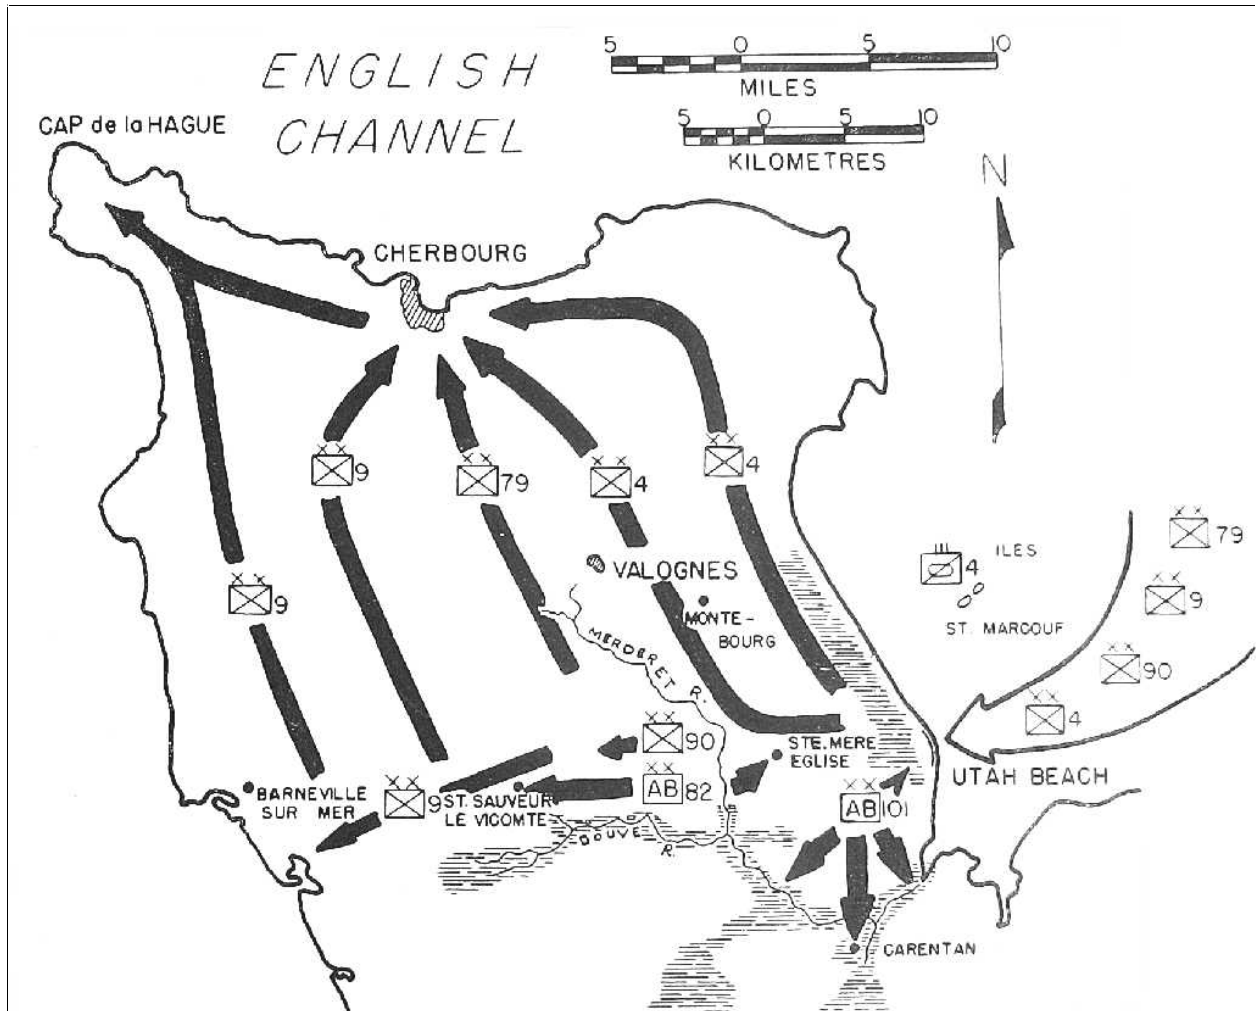 ENGLISH
CHANNEL
5 0 5 10
MILES
5 0 5 10
KILOMETRES
N
CAP de la HAGUE
CHERBOURG
9
79
4
4
9
VALOGNES
MONTE-
BOURG
MERDERET R.
4
ILES
ST. MARCOUF
79
9
90
4
UTAH BEACH
90
STE. MERE
EGLISE
AB 82
AB 101
BARNEVILLE
SUR MER
9
ST. SAUVEUR
LE VICOMTE
DOUVE R.
CARENTAN